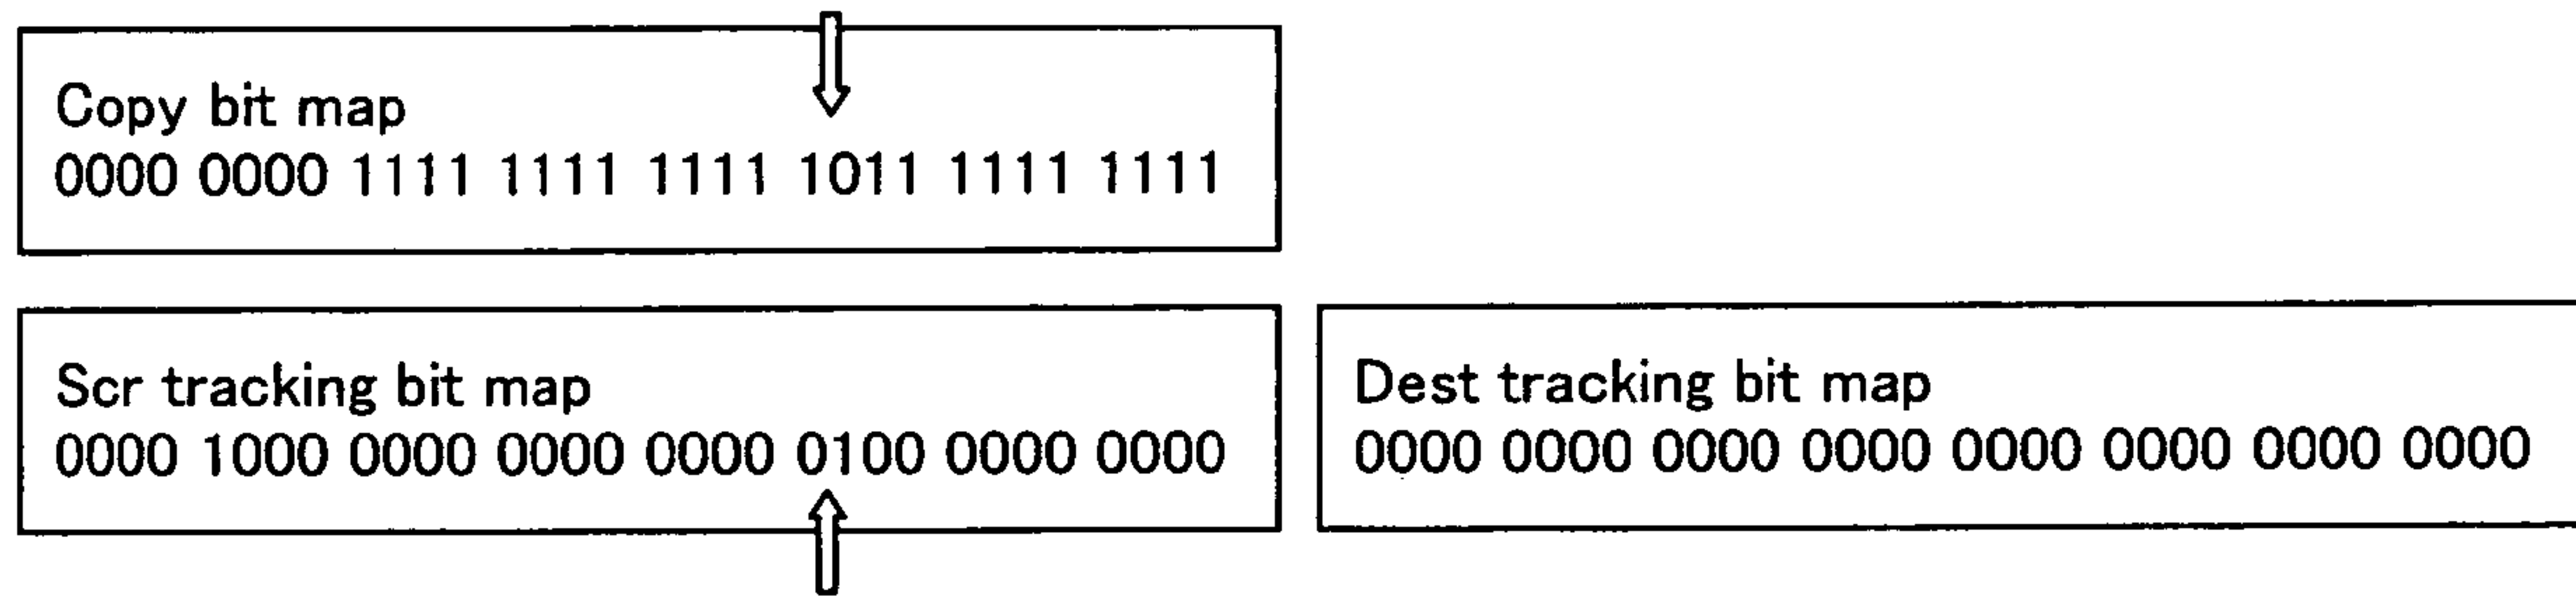 Copy bit map
0000 0000 1111 1111 1111 1011 1111 1111
Scr tracking bit map
0000 1000 0000 0000 0000 0100 0000 0000
Dest tracking bit map
0000 0000 0000 0000 0000 0000 0000 0000